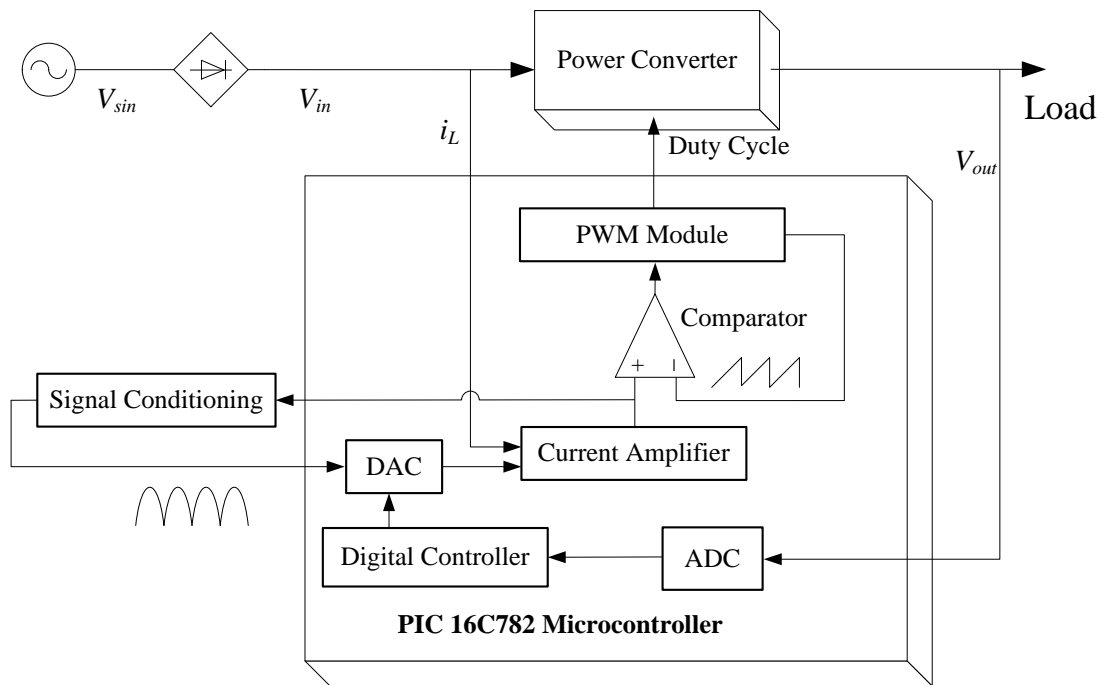 Power Converter
V_sin
V_in
i_L
Load
Duty Cycle
V_out
PWM Module
Comparator
+
−
Signal Conditioning
Current Amplifier
DAC
Digital Controller
ADC
PIC 16C782 Microcontroller